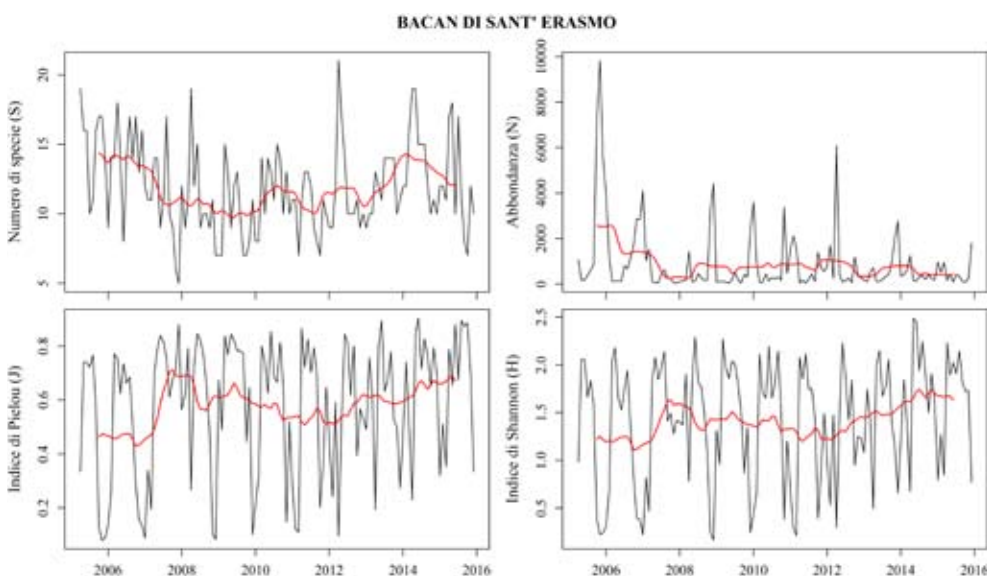 BACAN DI SANT' ERASMO
Numero di specie (S)
20
15
10
5
Abbondanza (N)
10000
8000
6000
4000
2000
0
Indice di Pielou (J)
0.8
0.6
0.4
0.2
2006 2008 2010 2012 2014 2016
Indice di Shannon (H)
2.5
2.0
1.5
1.0
0.5
2006 2008 2010 2012 2014 2016